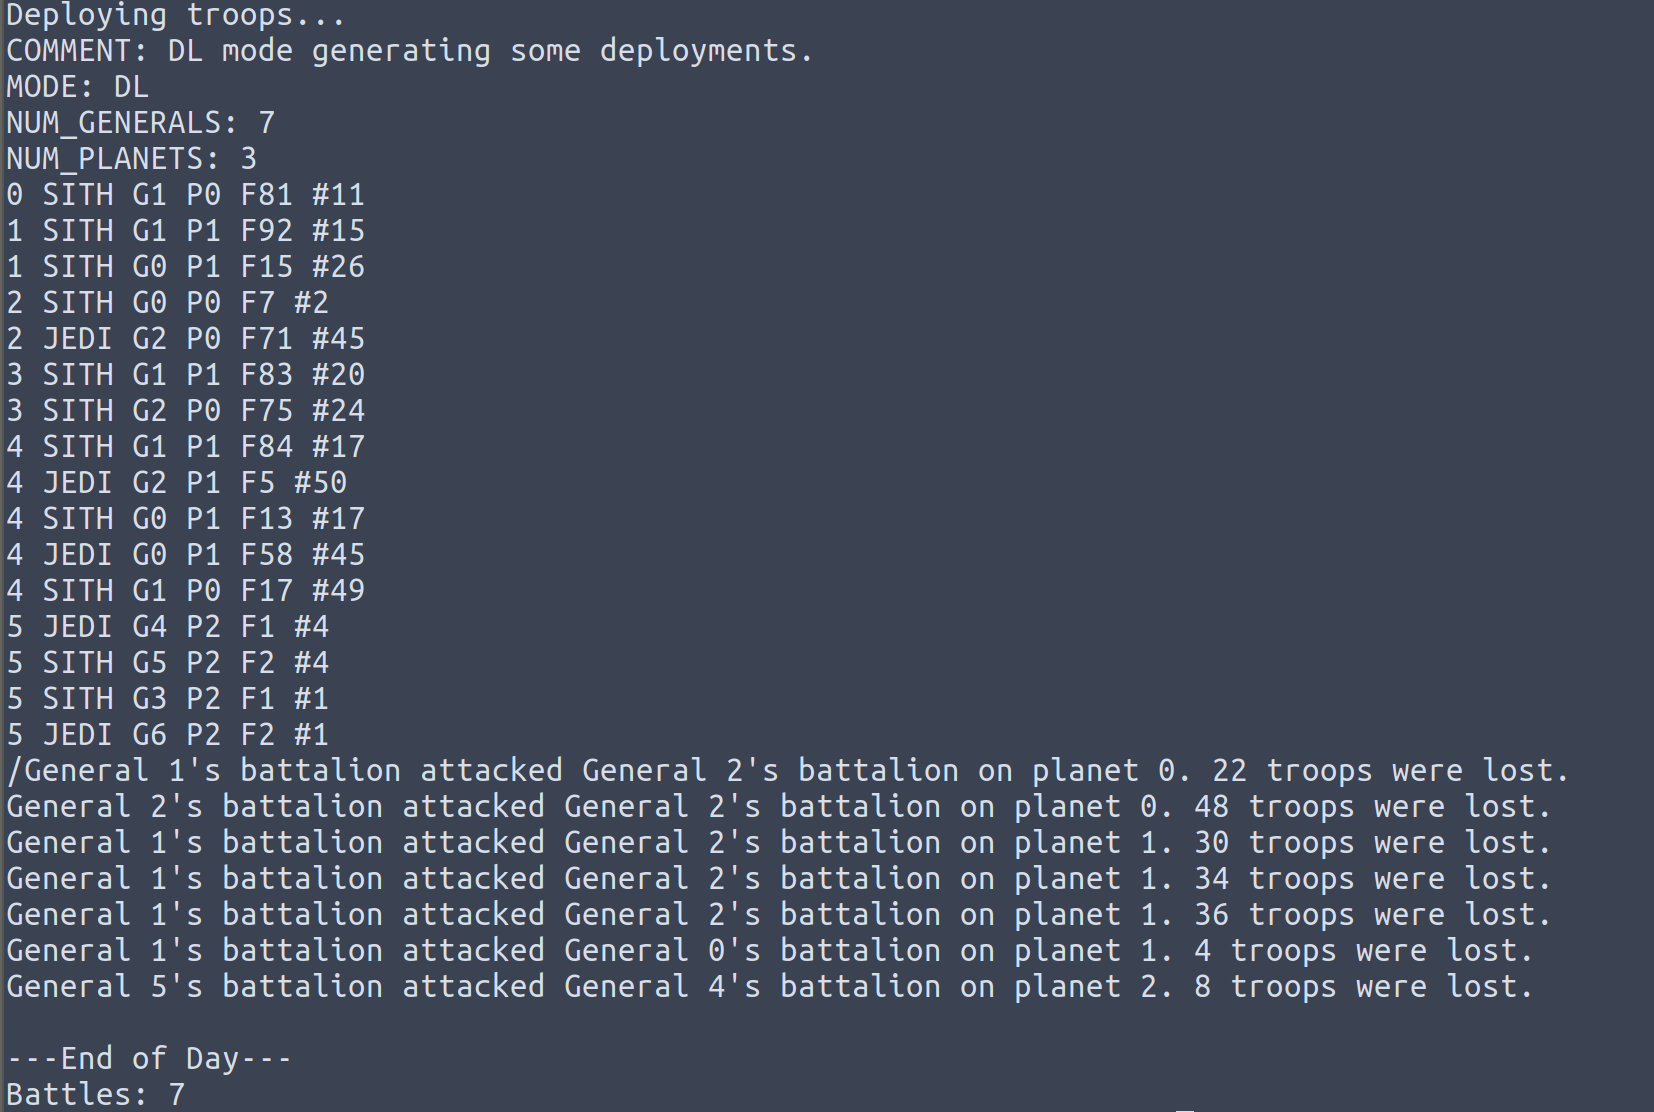 Deploying troops...
COMMENT: DL mode generating some deployments.
MODE: DL
NUM_GENERALS: 7
NUM_PLANETS: 3
0 SITH G1 P0 F81 #11
1 SITH G1 P1 F92 #15
1 SITH G0 P1 F15 #26
2 SITH G0 P0 F7 #2
2 JEDI G2 P0 F71 #45
3 SITH G1 P1 F83 #20
3 SITH G2 P0 F75 #24
4 SITH G1 P1 F84 #17
4 JEDI G2 P1 F5 #50
4 SITH G0 P1 F13 #17
4 JEDI G0 P1 F58 #45
4 SITH G1 P0 F17 #49
5 JEDI G4 P2 F1 #4
5 SITH G5 P2 F2 #4
5 SITH G3 P2 F1 #1
5 JEDI G6 P2 F2 #1
/General 1's battalion attacked General 2's battalion on planet 0. 22 troops were lost.
General 2's battalion attacked General 2's battalion on planet 0. 48 troops were lost.
General 1's battalion attacked General 2's battalion on planet 1. 30 troops were lost.
General 1's battalion attacked General 2's battalion on planet 1. 34 troops were lost.
General 1's battalion attacked General 2's battalion on planet 1. 36 troops were lost.
General 1's battalion attacked General 0's battalion on planet 1. 4 troops were lost.
General 5's battalion attacked General 4's battalion on planet 2. 8 troops were lost.
---End of Day---
Battles: 7